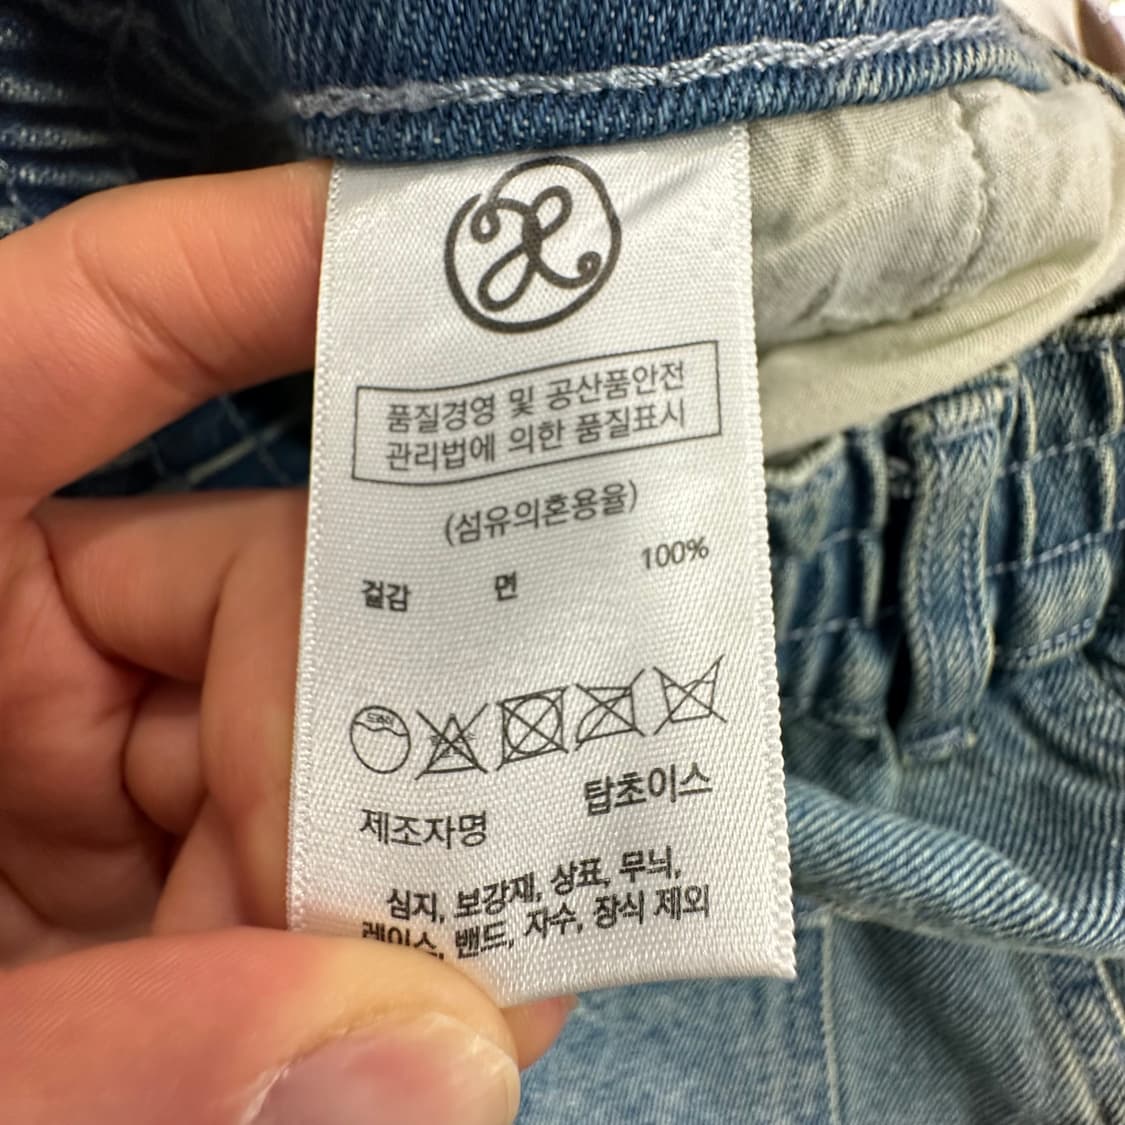 품질경영 및 공산품안전
관리법에 의한 품질표시
(섬유의혼용율)
겉감 면 100%
드라이
제조자명 탑초이스
심지, 보강재, 상표, 무늬,
레이스, 밴드, 자수, 장식 제외